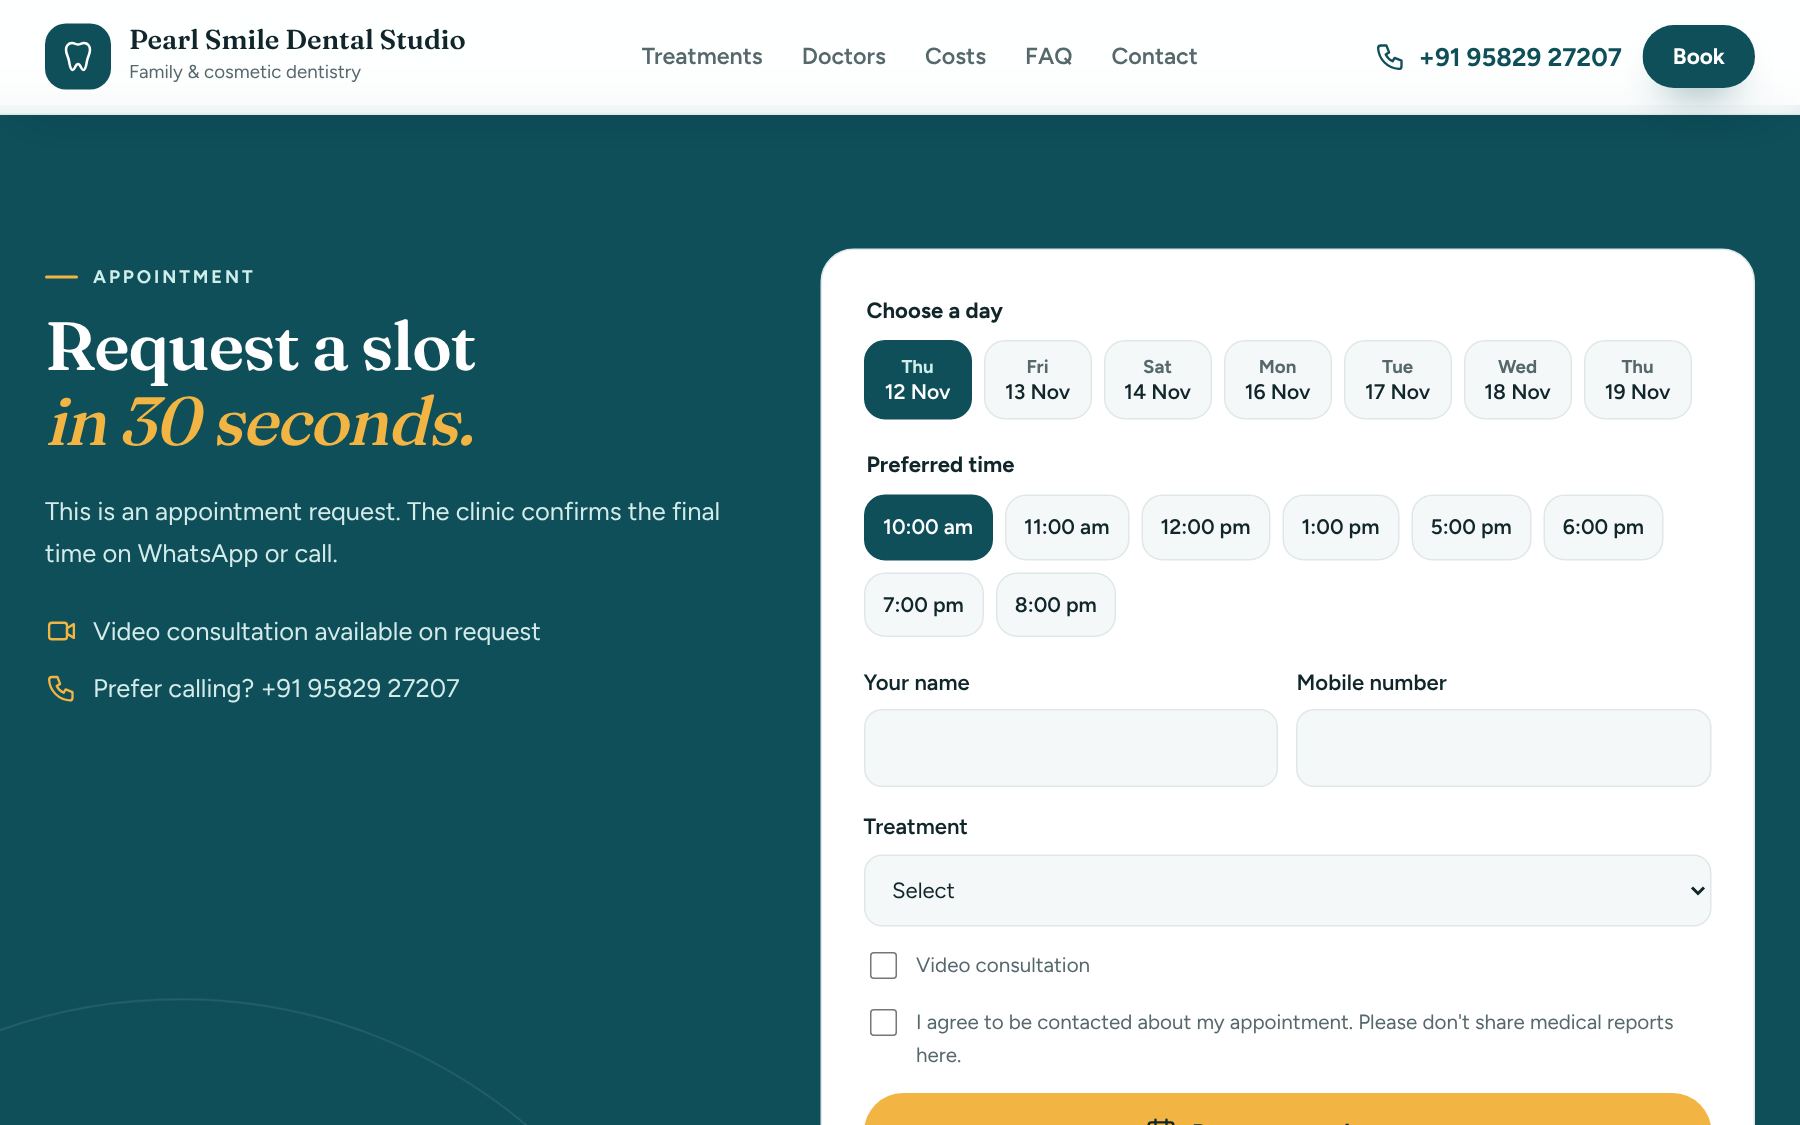 Pearl Smile Dental Studio
Family & cosmetic dentistry
Treatments Doctors Costs FAQ Contact
+91 95829 27207
Book
APPOINTMENT
Request a slot
in 30 seconds.
This is an appointment request. The clinic confirms the final
time on WhatsApp or call.
Video consultation available on request
Prefer calling? +91 95829 27207
Choose a day
Thu Fri Sat Mon Tue Wed Thu
12 Nov 13 Nov 14 Nov 16 Nov 17 Nov 18 Nov 19 Nov
Preferred time
10:00 am 11:00 am 12:00 pm 1:00 pm 5:00 pm 6:00 pm
7:00 pm 8:00 pm
Your name Mobile number
Treatment
Select
Video consultation
I agree to be contacted about my appointment. Please don't share medical reports
here.